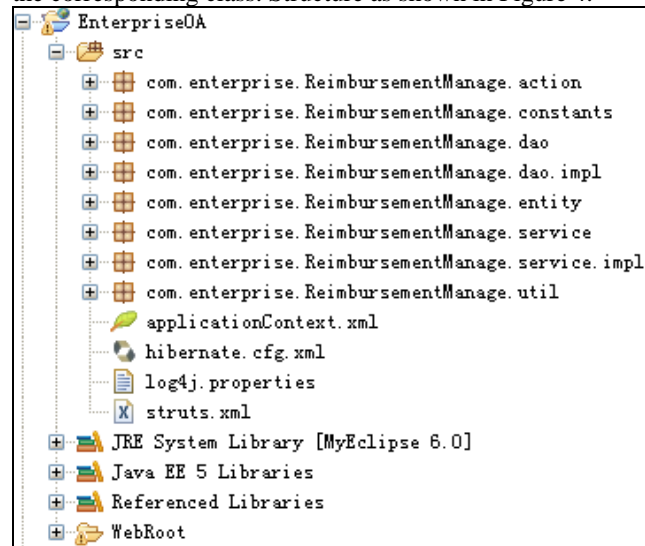 the corresponding class. Structure as shown in Figure 4.
EnterpriseOA
src
com.enterprise.ReimbursementManage.action
com.enterprise.ReimbursementManage.constants
com.enterprise.ReimbursementManage.dao
com.enterprise.ReimbursementManage.dao.impl
com.enterprise.ReimbursementManage.entity
com.enterprise.ReimbursementManage.service
com.enterprise.ReimbursementManage.service.impl
com.enterprise.ReimbursementManage.util
applicationContext.xml
hibernate.cfg.xml
log4j.properties
struts.xml
JRE System Library [MyEclipse 6.0]
Java EE 5 Libraries
Referenced Libraries
WebRoot